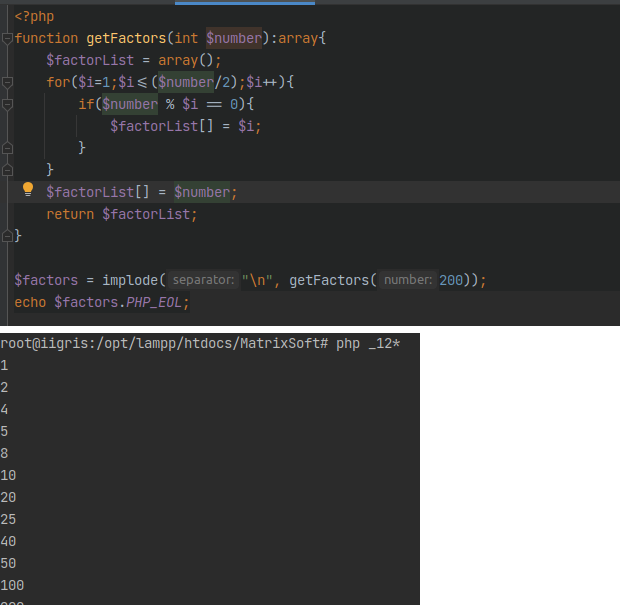 <?php
function getFactors(int $number):array{
$factorList = array();
for($i=1;$i<=($number/2);$i++){
if($number % $i == 0){
$factorList[] = $i;
}
}
$factorList[] = $number;
return $factorList;
}
$factors = implode( separator: "\n", getFactors( number: 200));
echo $factors.PHP_EOL;
root@iigris:/opt/lampp/htdocs/MatrixSoft# php _12*
1
2
4
5
8
10
20
25
40
50
100